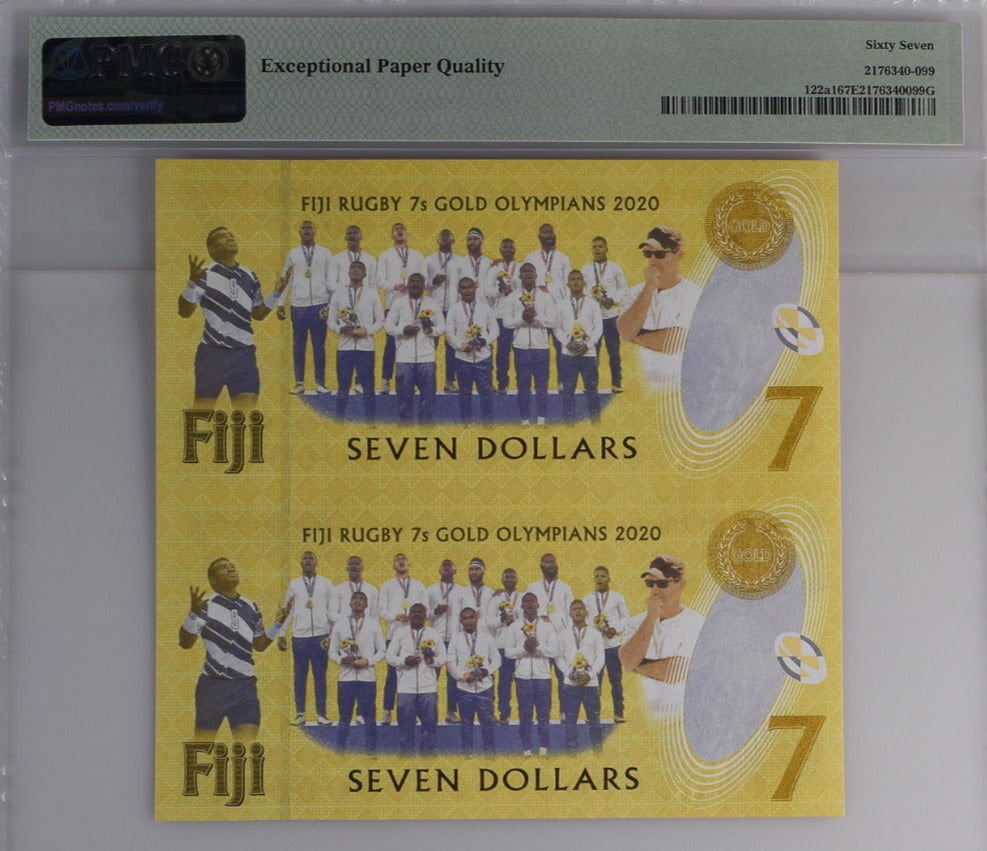 PMG
PMGnotes.com/verify
PMG
Exceptional Paper Quality
Sixty Seven
2176340-099
122a167E2176340099G
FIJI RUGBY 7s GOLD OLYMPIANS 2020
GOLD
7
Fiji
SEVEN DOLLARS
FIJI RUGBY 7s GOLD OLYMPIANS 2020
GOLD
7
Fiji
SEVEN DOLLARS